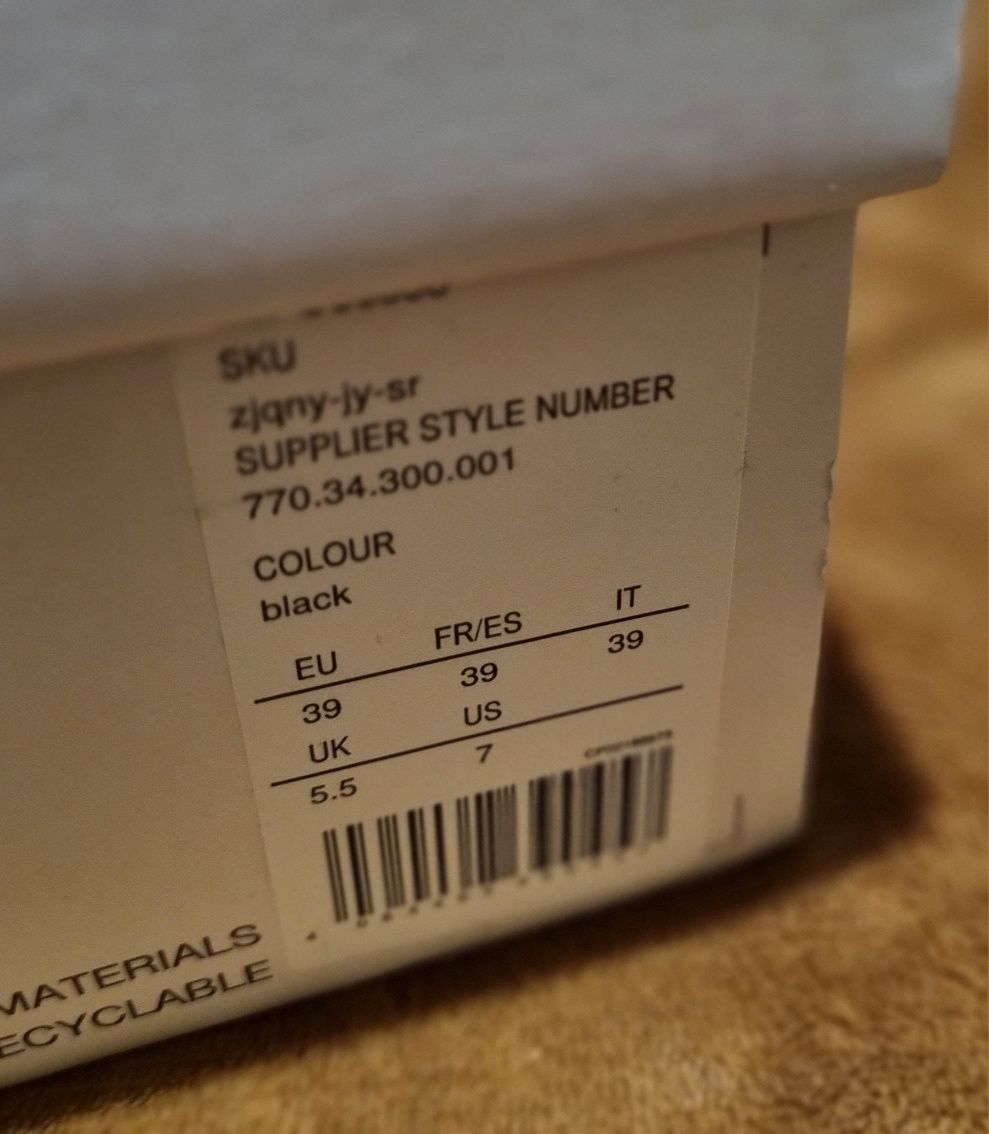 SKU
zjqny-jy-sr
SUPPLIER STYLE NUMBER
770.34.300.001
COLOUR
black
EU FR/ES IT
39 39 39
UK US
5.5 7
MATERIALS
ECYCLABLE